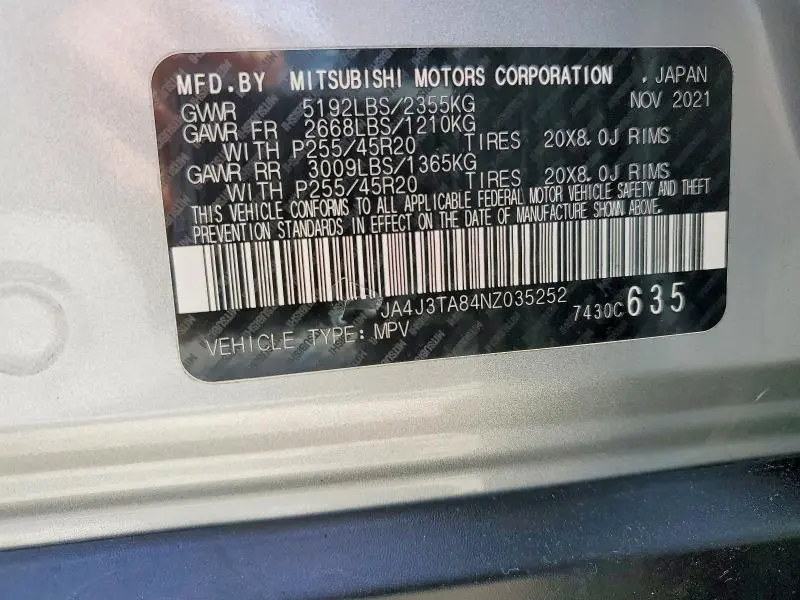 MFD.BY MITSUBISHI MOTORS CORPORATION , JAPAN
GVWR 5192LBS/2355KG NOV 2021
GAWR FR 2668LBS/1210KG
WITH P255/45R20 TIRES 20X8.0J RIMS
GAWR RR 3009LBS/1365KG
WITH P255/45R20 TIRES 20X8.0J RIMS
THIS VEHICLE CONFORMS TO ALL APPLICABLE FEDERAL MOTOR VEHICLE SAFETY AND THEFT
PREVENTION STANDARDS IN EFFECT ON THE DATE OF MANUFACTURE SHOWN ABOVE.
JA4J3TA84NZ035252
7430C635
VEHICLE TYPE: MPV